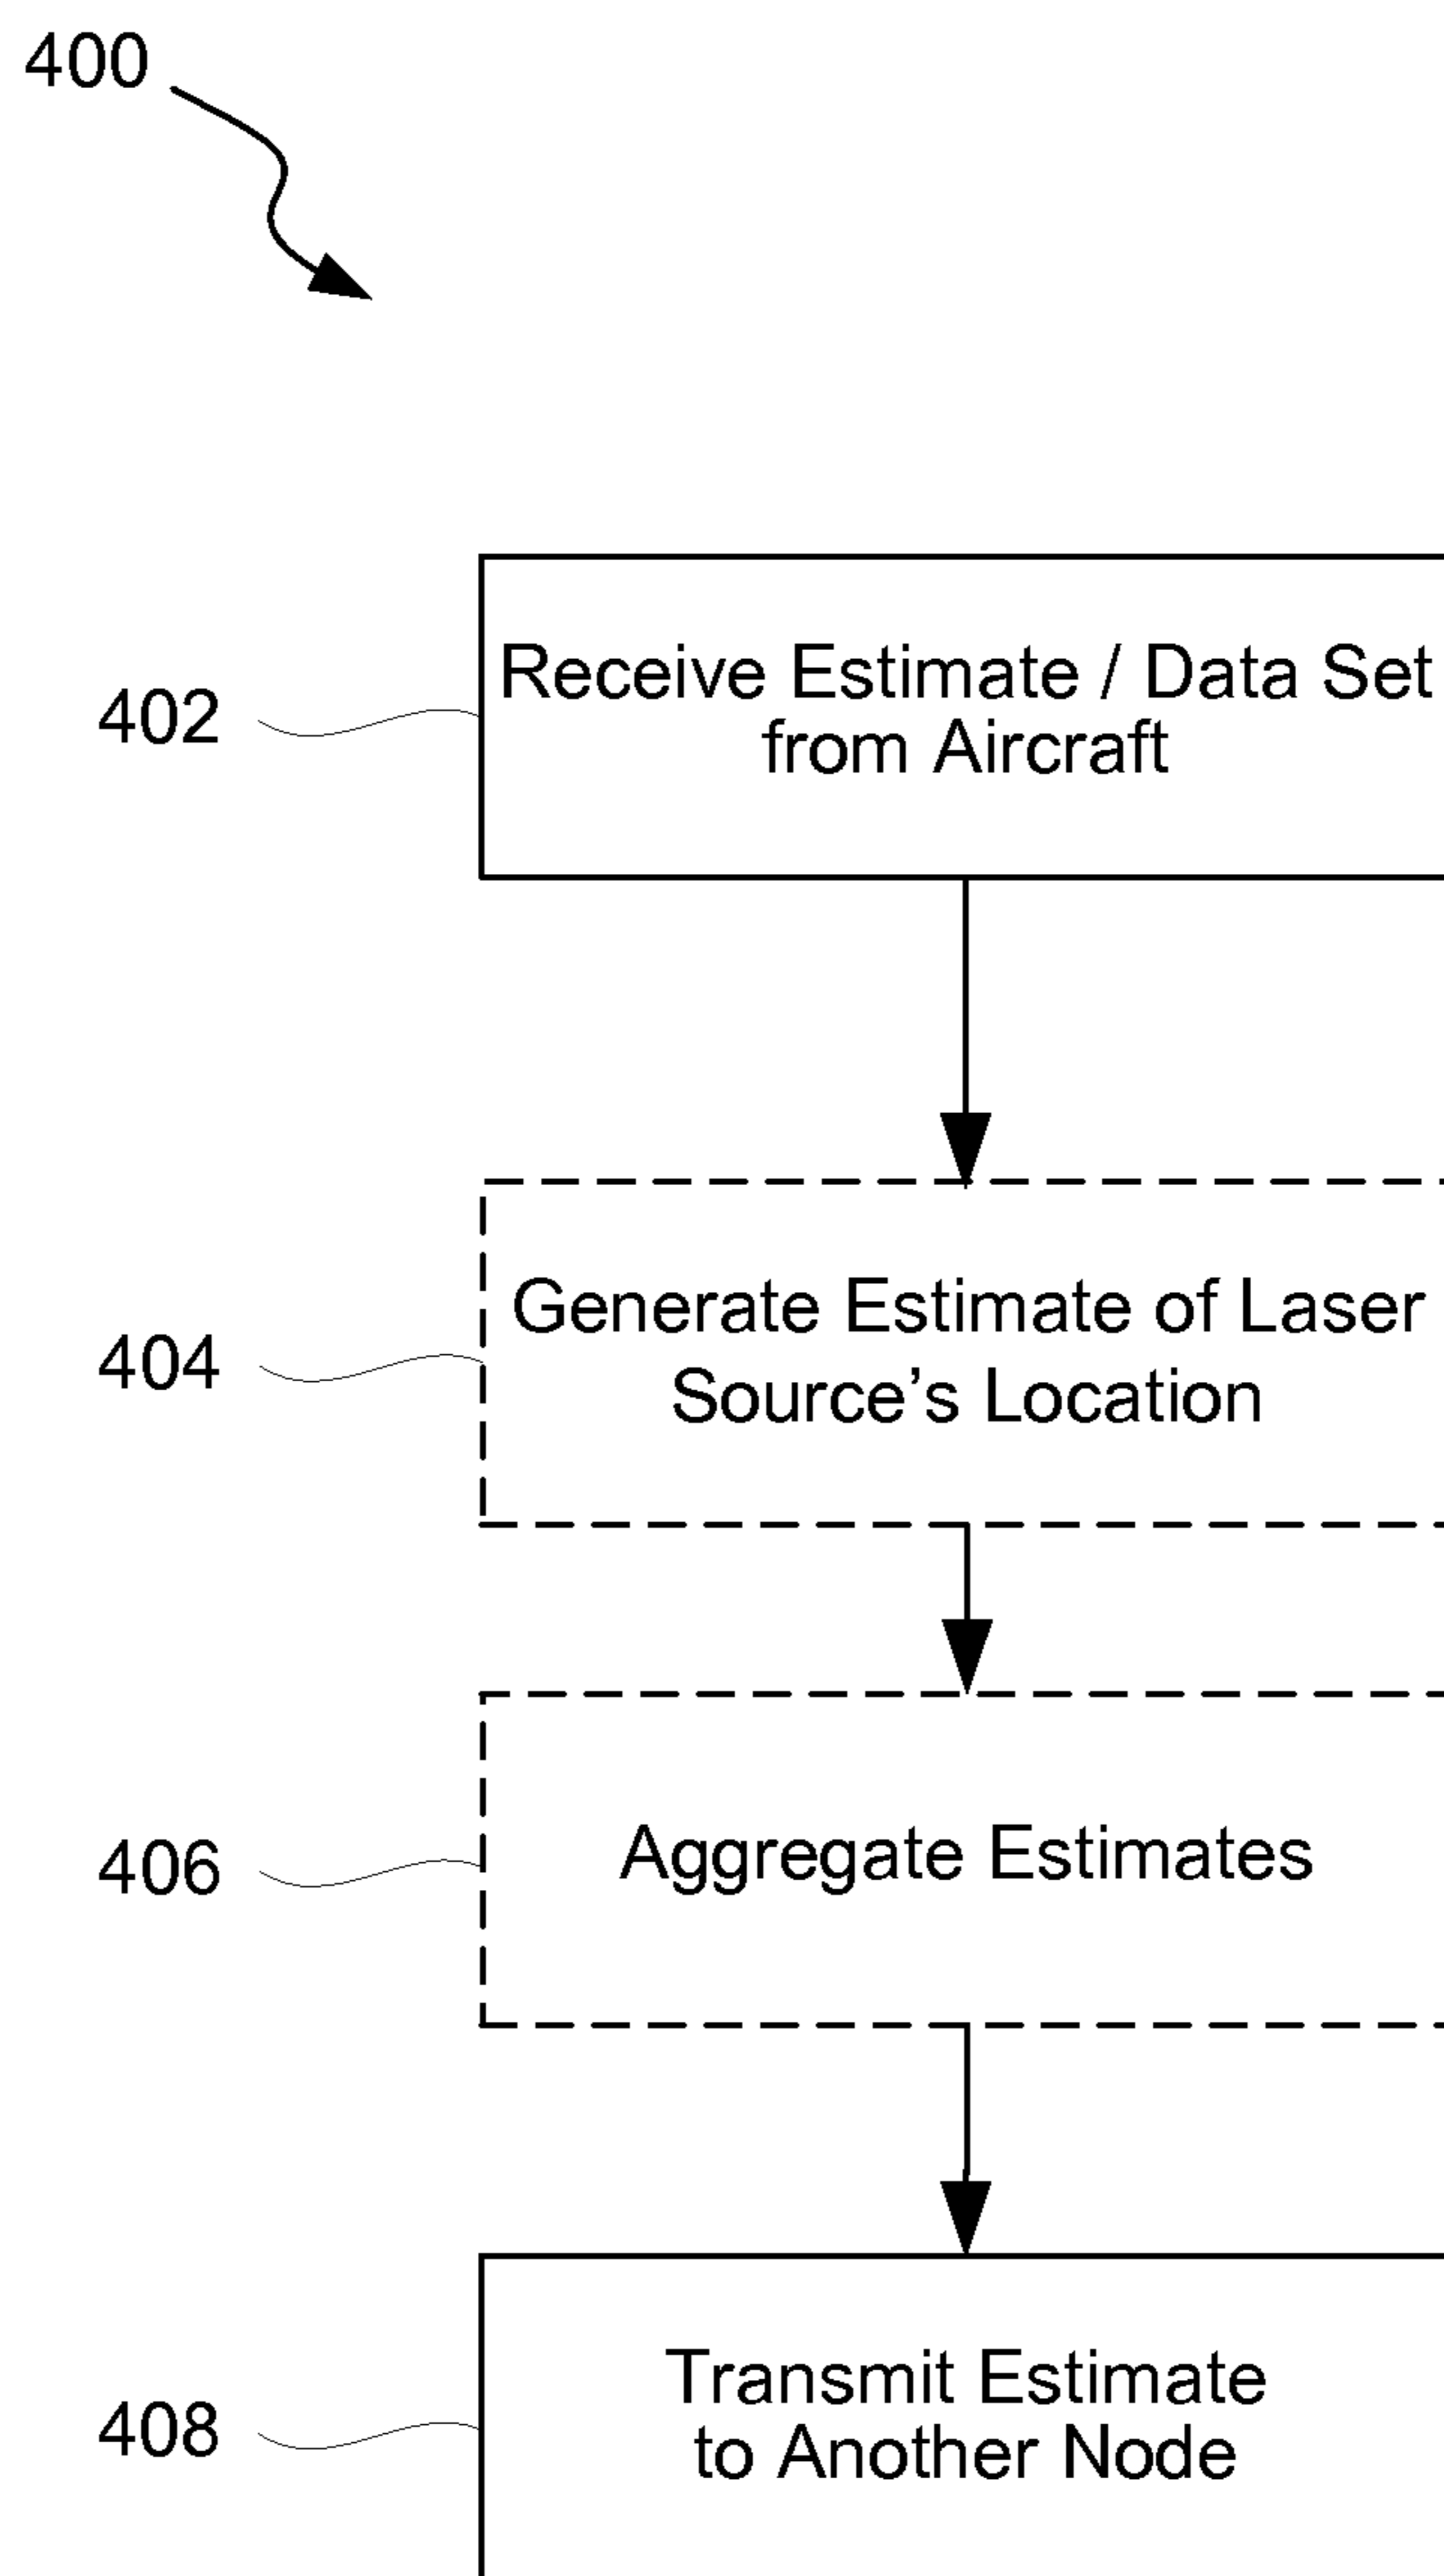 400
402
Receive Estimate / Data Set
from Aircraft
404
Generate Estimate of Laser
Source’s Location
406
Aggregate Estimates
408
Transmit Estimate
to Another Node